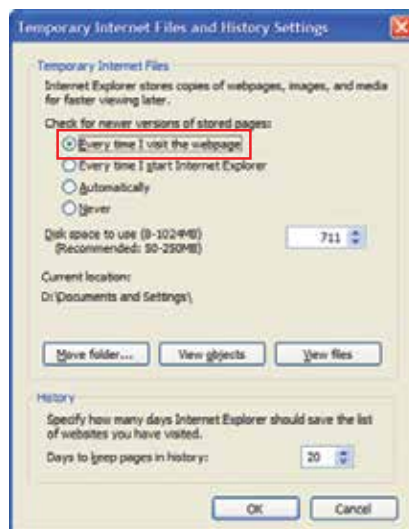 Temporary Internet Files and History Settings
Temporary Internet Files
Internet Explorer stores copies of webpages, images, and media
for faster viewing later.
Check for newer versions of stored pages:
Every time I visit the webpage
Every time I start Internet Explorer
Automatically
Never
Disk space to use (8-1024MB) 711
(Recommended: 50-250MB)
Current location:
D:\Documents and Settings\
Move folder... View objects View files
History
Specify how many days Internet Explorer should save the list
of websites you have visited.
Days to keep pages in history: 20
OK Cancel